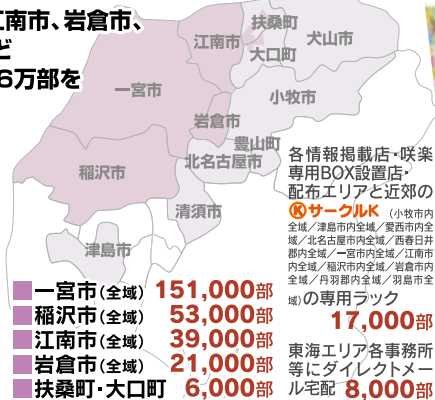 江南市、岩倉市、
ど
6万部を
扶桑町
江南市
犬山市
大口町
一宮市
小牧市
岩倉市
豊山町
稲沢市
北名古屋市
清須市
津島市
各情報掲載店・咲楽
専用BOX設置店・
配布エリアと近郊の
ⓀサークルK（小牧市内
全域／津島市内全域／愛西市内全
域／北名古屋市内全域／西春日井
郡内全域／一宮市内全域／江南市
内全域／稲沢市内全域／岩倉市内
全域／丹羽郡内全域／羽島市全
域）の専用ラック
17,000部
東海エリア各事務所
等にダイレクトメー
ル宅配 8,000部
一宮市（全域） 151,000部
稲沢市（全域） 53,000部
江南市（全域） 39,000部
岩倉市（全域） 21,000部
扶桑町・大口町 6,000部